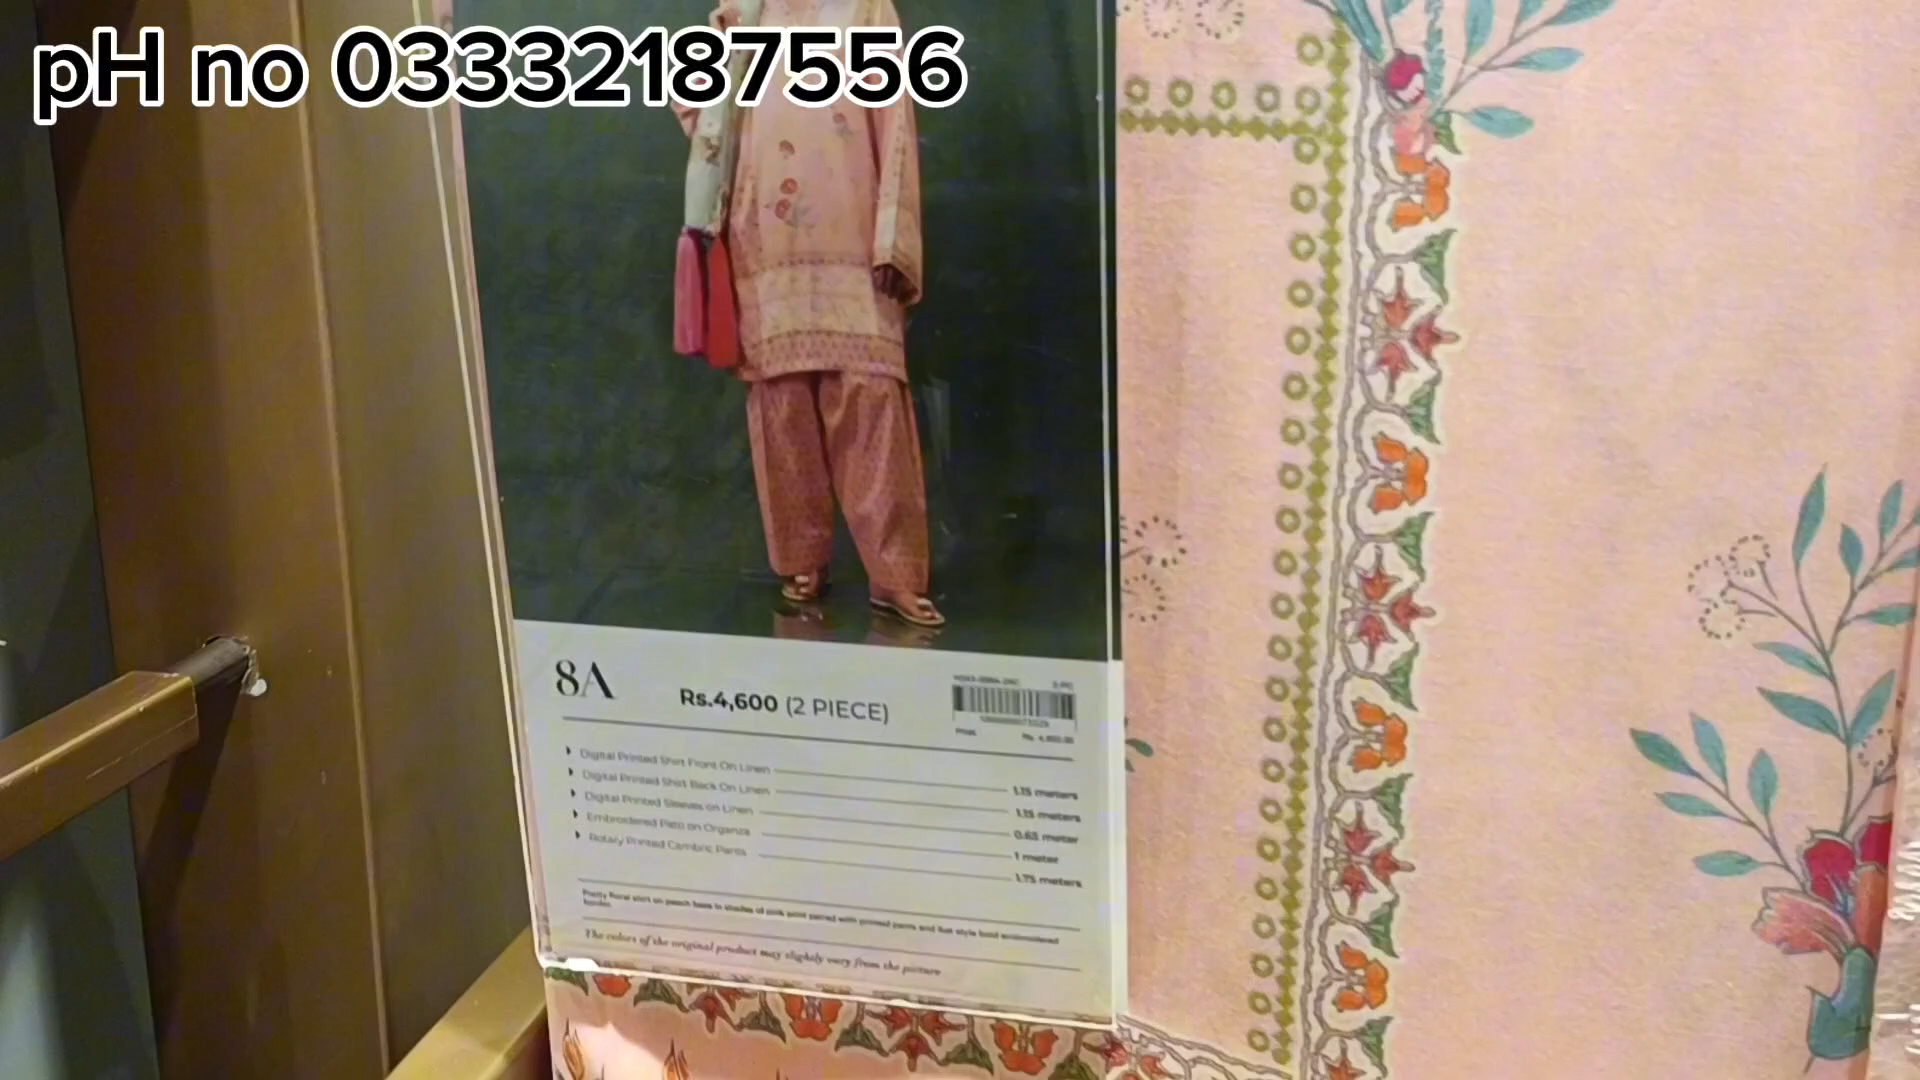 pH no 03332187556
8A
Rs.4,600 (2 PIECE)
Digital Printed Shirt Front On Linen 1.15 meters
Digital Printed Shirt Back On Linen 1.15 meters
Digital Printed Sleeves on Linen 0.65 meter
Embroidered Patti on Organza 1 meter
Rotary Printed Cambric Pants 1.75 meters
The colors of the original product may slightly vary from the picture